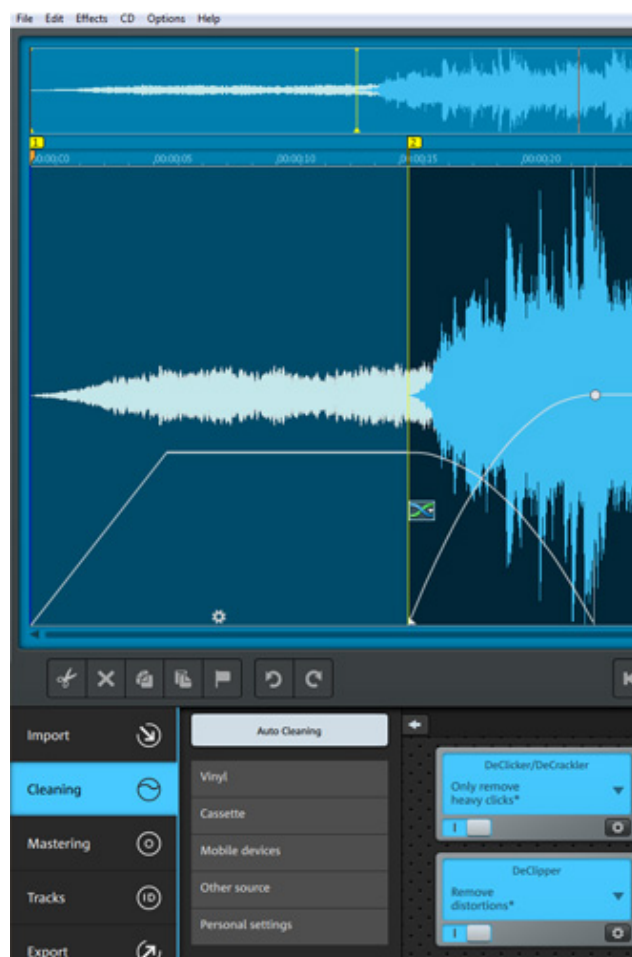 File Edit Effects CD Options Help
1 2
00:00;00 ,00:00;05 ,00:00;10 ,00:00;15 ,00:00;20
Import
Cleaning
Mastering
Tracks
ID
Export
Auto Cleaning
Vinyl
Cassette
Mobile devices
Other source
Personal settings
DeClicker/DeCrackler
Only remove
heavy clicks*
DeClipper
Remove
distortions*